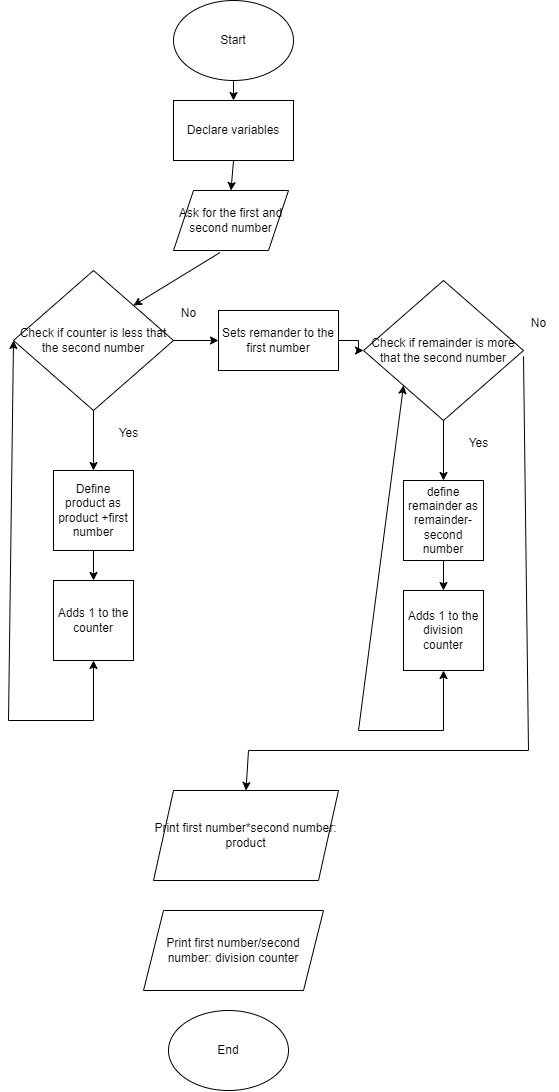 Start
Declare variables
Ask for the first and
second number
Check if counter is less that
the second number
No
Sets remander to the
first number
Check if remainder is more
that the second number
No
Yes
Yes
Define
product as
product +first
number
define
remainder as
remainder-
second
number
Adds 1 to the
counter
Adds 1 to the
division
counter
Print first number*second number:
product
Print first number/second
number: division counter
End